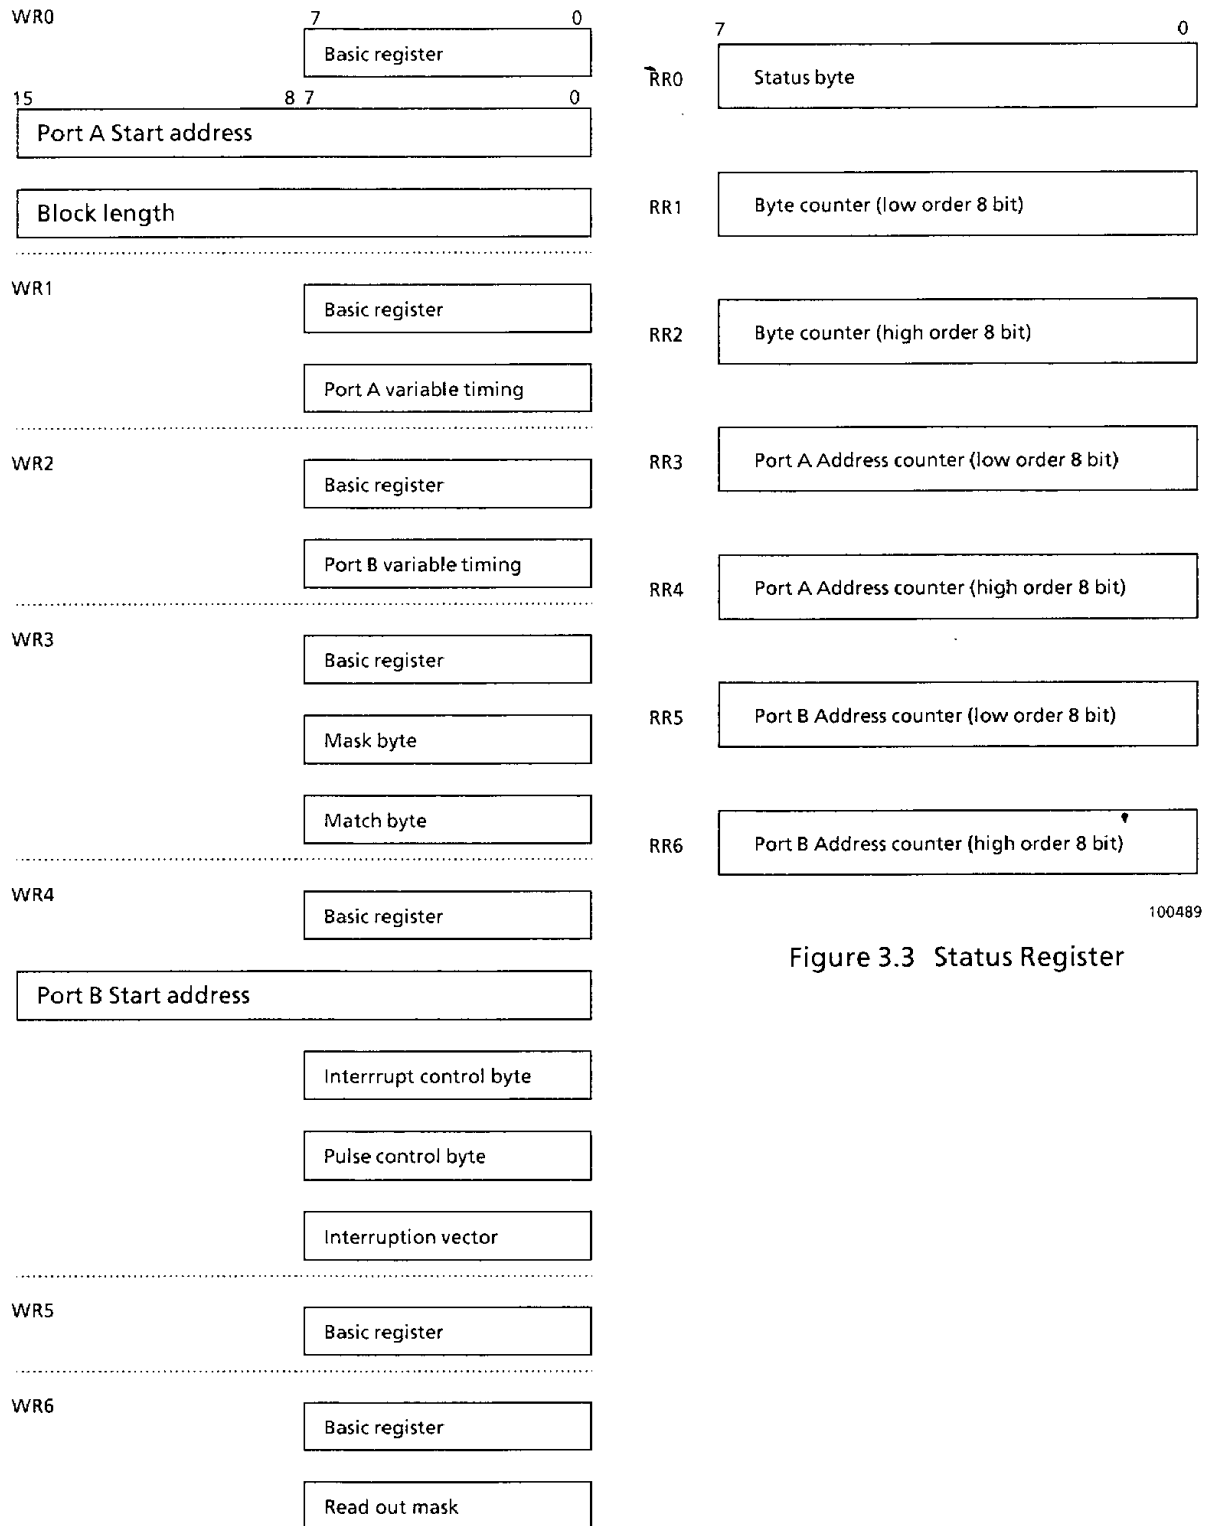 WR0
7 0
Basic register
15 8 7 0
Port A Start address
Block length
WR1
Basic register
Port A variable timing
WR2
Basic register
Port B variable timing
WR3
Basic register
Mask byte
Match byte
WR4
Basic register
Port B Start address
Interrrupt control byte
Pulse control byte
Interruption vector
WR5
Basic register
WR6
Basic register
Read out mask
7 0
RR0 Status byte
RR1 Byte counter (low order 8 bit)
RR2 Byte counter (high order 8 bit)
RR3 Port A Address counter (low order 8 bit)
RR4 Port A Address counter (high order 8 bit)
RR5 Port B Address counter (low order 8 bit)
RR6 Port B Address counter (high order 8 bit)
100489
Figure 3.3 Status Register